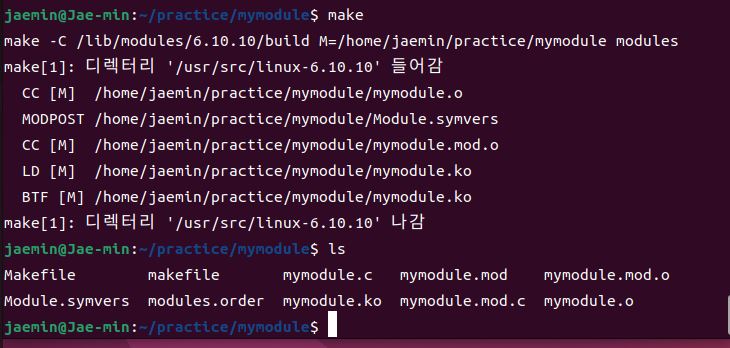 jaemin@Jae-min:~/practice/mymodule$ make
make -C /lib/modules/6.10.10/build M=/home/jaemin/practice/mymodule modules
make[1]: 디렉터리 '/usr/src/linux-6.10.10' 들어감
  CC [M]  /home/jaemin/practice/mymodule/mymodule.o
  MODPOST /home/jaemin/practice/mymodule/Module.symvers
  CC [M]  /home/jaemin/practice/mymodule/mymodule.mod.o
  LD [M]  /home/jaemin/practice/mymodule/mymodule.ko
  BTF [M] /home/jaemin/practice/mymodule/mymodule.ko
make[1]: 디렉터리 '/usr/src/linux-6.10.10' 나감
jaemin@Jae-min:~/practice/mymodule$ ls
Makefile        makefile       mymodule.c   mymodule.mod    mymodule.mod.o
Module.symvers  modules.order  mymodule.ko  mymodule.mod.c  mymodule.o
jaemin@Jae-min:~/practice/mymodule$